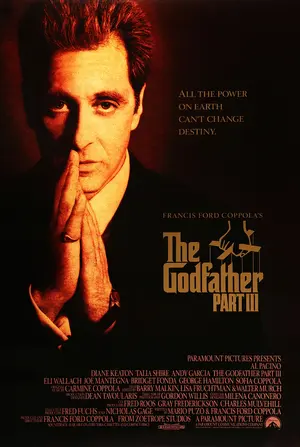 ALL THE POWER
ON EARTH
CAN'T CHANGE
DESTINY.
FRANCIS FORD COPPOLA'S
The
Godfather
PART III
PARAMOUNT PICTURES PRESENTS
AL PACINO
DIANE KEATON TALIA SHIRE ANDY GARCIA THE GODFATHER PART III
ELI WALLACH JOE MANTEGNA BRIDGET FONDA GEORGE HAMILTON SOFIA COPPOLA
CARMINE COPPOLA BARRY MALKIN, LISA FRUCHTMAN & WALTER MURCH
DEAN TAVOULARIS GORDON WILLIS MILENA CANONERO
FRED ROOS, GRAY FREDERICKSON CHARLES MULVEHILL
FRED FUCHS NICHOLAS GAGE MARIO PUZO & FRANCIS FORD COPPOLA
FRANCIS FORD COPPOLA FROM ZOETROPE STUDIOS A PARAMOUNT PICTURE